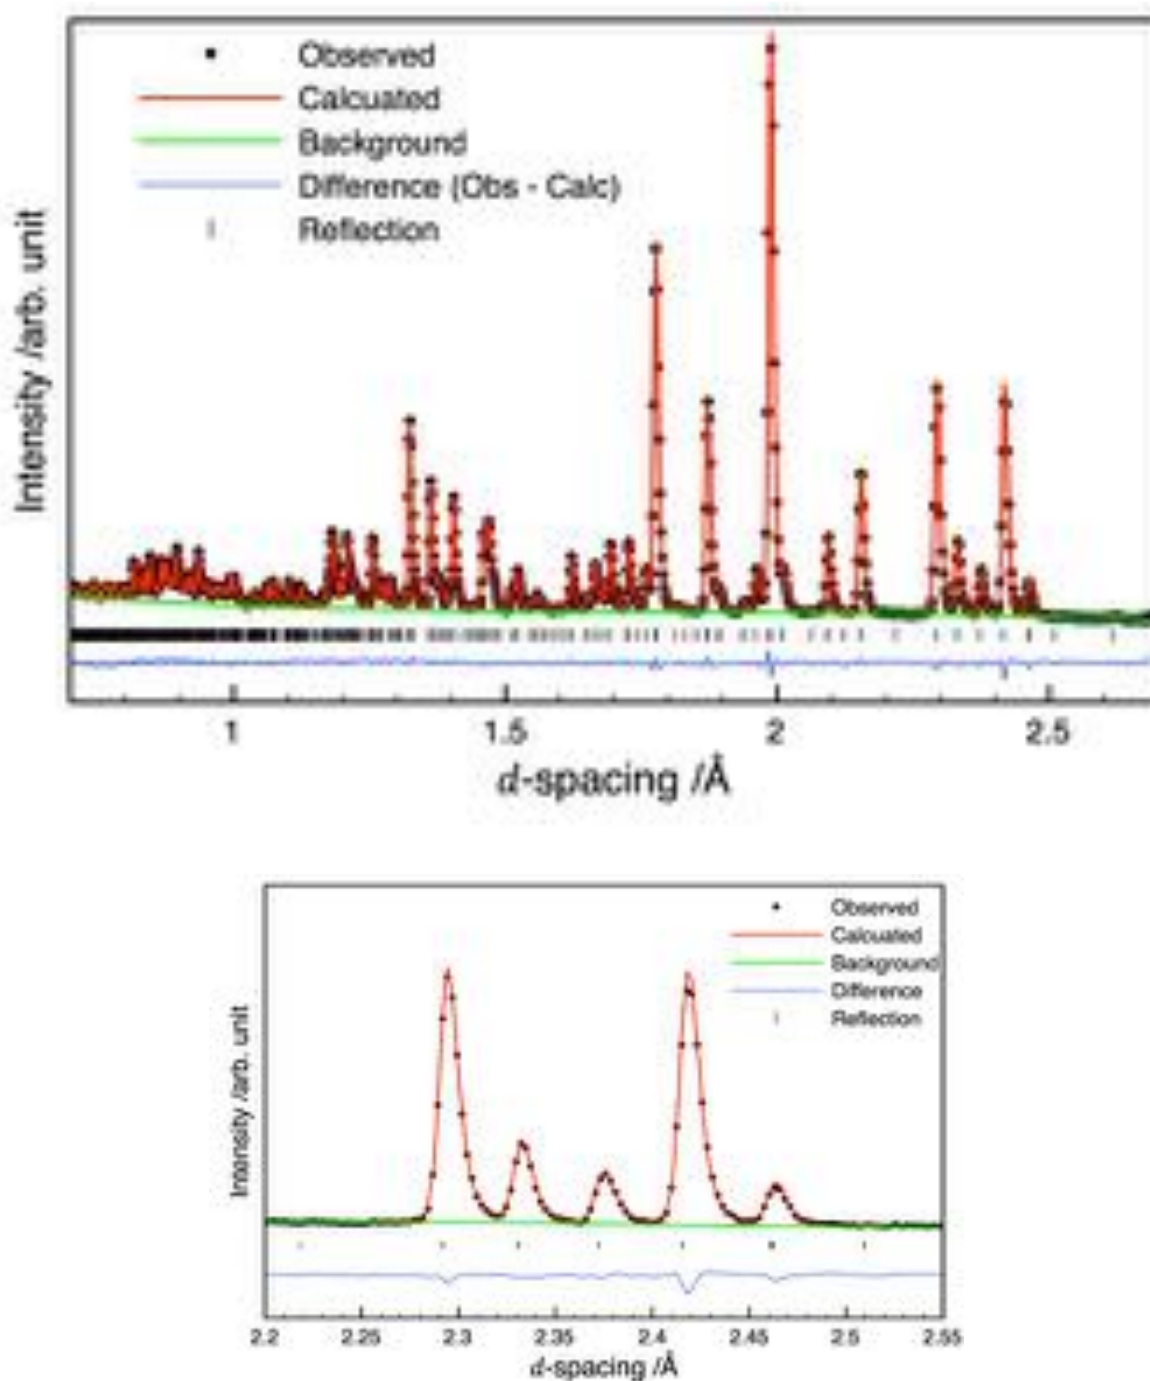 Observed
Calcuated
Background
Difference (Obs - Calc)
Reflection
Intensity /arb. unit
1 1.5 2 2.5
d-spacing /Å
Observed
Calcuated
Background
Difference
Reflection
Intensity /arb. unit
2.2 2.25 2.3 2.35 2.4 2.45 2.5 2.55
d-spacing /Å